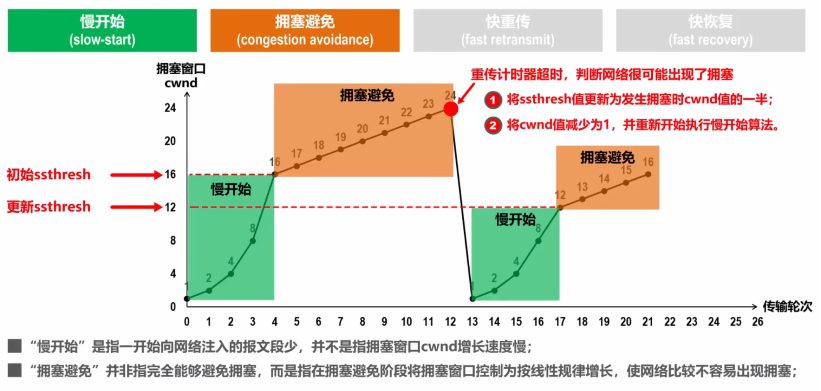 慢开始
(slow-start)
拥塞避免
(congestion avoidance)
快重传
(fast retransmit)
快恢复
(fast recovery)
拥塞窗口
cwnd
重传计时器超时，判断网络很可能出现了拥塞
1 将ssthresh值更新为发生拥塞时cwnd值的一半；
2 将cwnd值减少为1，并重新开始执行慢开始算法。
拥塞避免
拥塞避免
初始ssthresh
更新ssthresh
慢开始
慢开始
24
20
16
12
8
4
0
1 2 4 8 16 17 18 19 20 21 22 23 24 1 2 4 8 12 13 14 15 16
0 1 2 3 4 5 6 7 8 9 10 11 12 13 14 15 16 17 18 19 20 21 22 23 24 25 26
传输轮次
“慢开始”是指一开始向网络注入的报文段少，并不是指拥塞窗口cwnd增长速度慢；
“拥塞避免”并非指完全能够避免拥塞，而是指在拥塞避免阶段将拥塞窗口控制为按线性规律增长，使网络比较不容易出现拥塞；